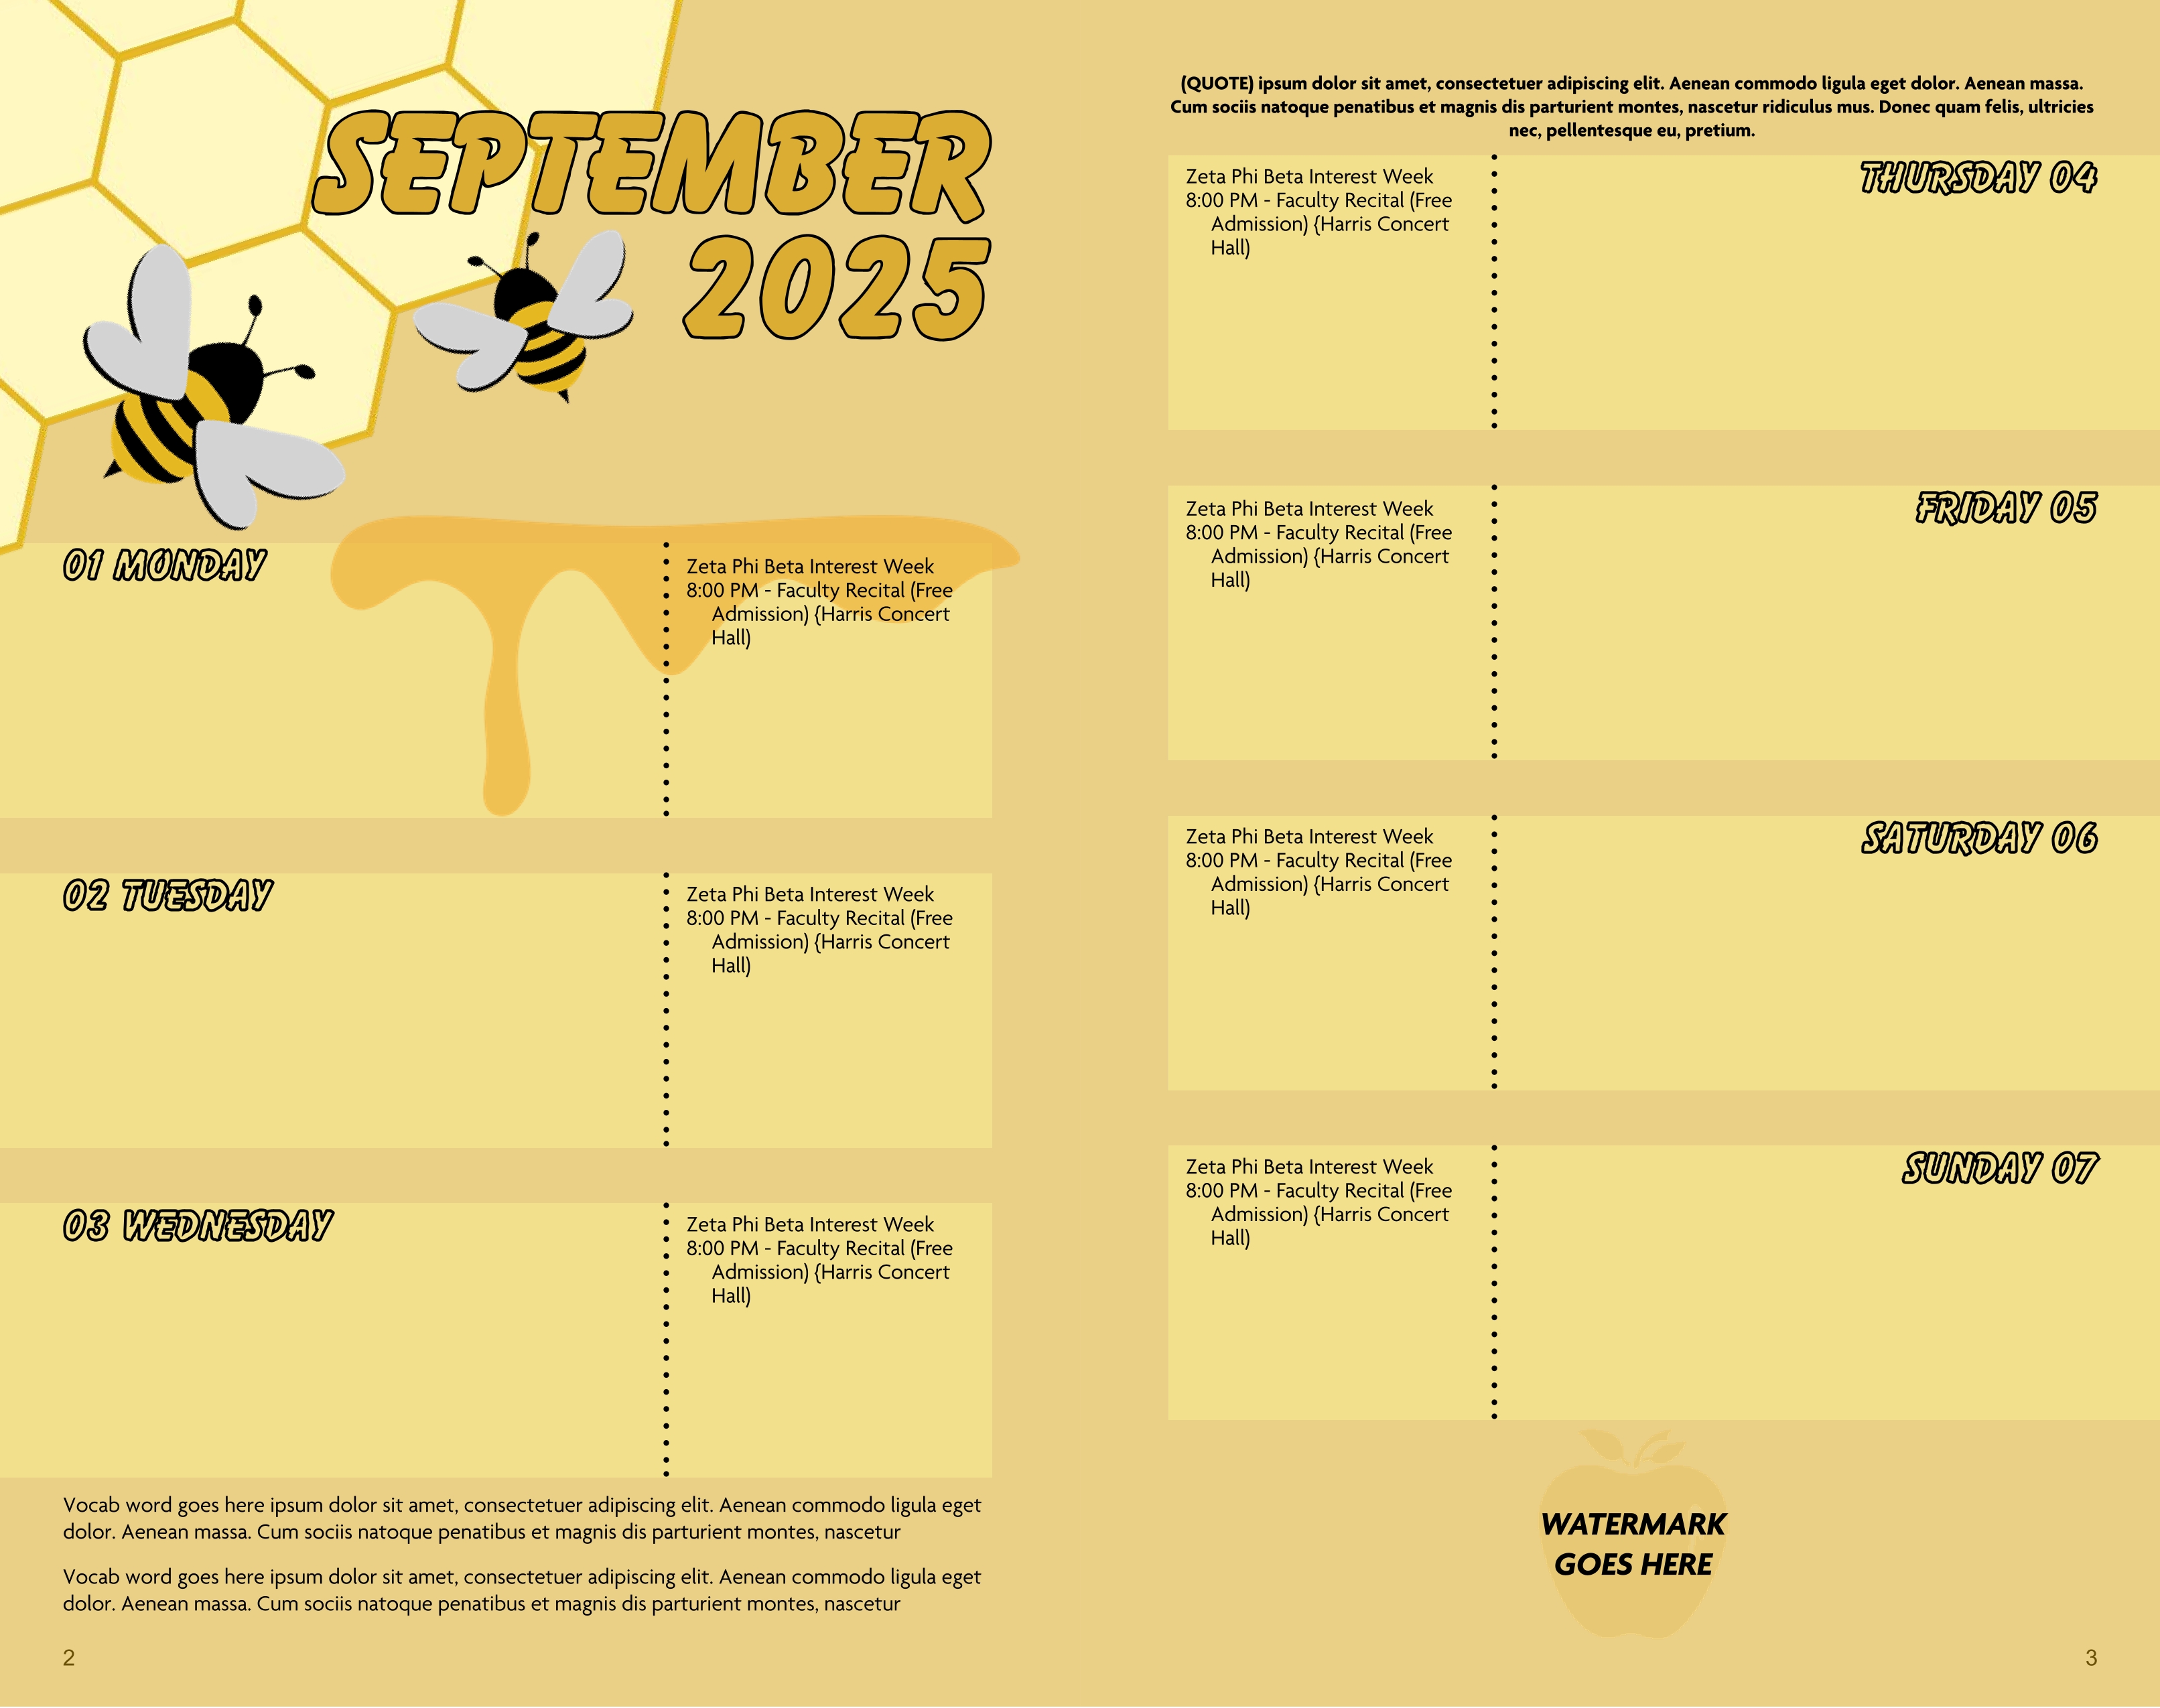 SEPTEMBER
2025
01 MONDAY
Zeta Phi Beta Interest Week
8:00 PM - Faculty Recital (Free
Admission) {Harris Concert
Hall)
02 TUESDAY
Zeta Phi Beta Interest Week
8:00 PM - Faculty Recital (Free
Admission) {Harris Concert
Hall)
03 WEDNESDAY
Zeta Phi Beta Interest Week
8:00 PM - Faculty Recital (Free
Admission) {Harris Concert
Hall)
Vocab word goes here ipsum dolor sit amet, consectetuer adipiscing elit. Aenean commodo ligula eget
dolor. Aenean massa. Cum sociis natoque penatibus et magnis dis parturient montes, nascetur
Vocab word goes here ipsum dolor sit amet, consectetuer adipiscing elit. Aenean commodo ligula eget
dolor. Aenean massa. Cum sociis natoque penatibus et magnis dis parturient montes, nascetur
2
(QUOTE) ipsum dolor sit amet, consectetuer adipiscing elit. Aenean commodo ligula eget dolor. Aenean massa.
Cum sociis natoque penatibus et magnis dis parturient montes, nascetur ridiculus mus. Donec quam felis, ultricies
nec, pellentesque eu, pretium.
THURSDAY 04
Zeta Phi Beta Interest Week
8:00 PM - Faculty Recital (Free
Admission) {Harris Concert
Hall)
FRIDAY 05
Zeta Phi Beta Interest Week
8:00 PM - Faculty Recital (Free
Admission) {Harris Concert
Hall)
SATURDAY 06
Zeta Phi Beta Interest Week
8:00 PM - Faculty Recital (Free
Admission) {Harris Concert
Hall)
SUNDAY 07
Zeta Phi Beta Interest Week
8:00 PM - Faculty Recital (Free
Admission) {Harris Concert
Hall)
WATERMARK
GOES HERE
3